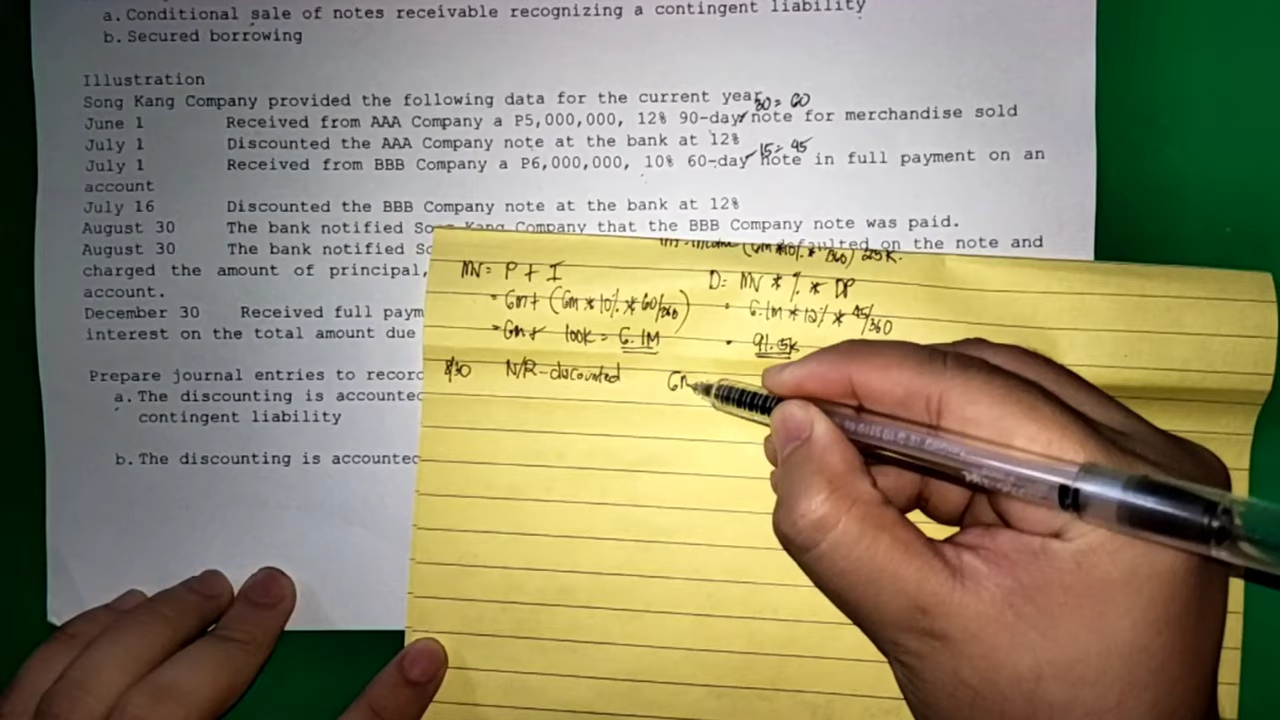 a. Conditional sale of notes receivable recognizing a contingent liability
b. Secured borrowing
Illustration
Song Kang Company provided the following data for the current year
30 = 60
June 1 Received from AAA Company a P5,000,000, 12% 90-day note for merchandise sold
July 1 Discounted the AAA Company note at the bank at 12%
15 = 45
July 1 Received from BBB Company a P6,000,000, 10% 60-day note in full payment on an
account
July 16 Discounted the BBB Company note at the bank at 12%
August 30 The bank notified Song Kang Company that the BBB Company note was paid.
August 30 The bank notified So
faulted on the note and
charged the amount of principal,
account.
December 30 Received full paym
interest on the total amount due
Prepare journal entries to recor
a. The discounting is accounted
contingent liability
b. The discounting is accounted
MV = P + I
= 6m + (6m * 10% * 60/360)
= 6m + 100k = 6.1M
D = MV * % * DP
6.1m * 12% * 45/360
91.5k
8/30 N/R-discounted 6m